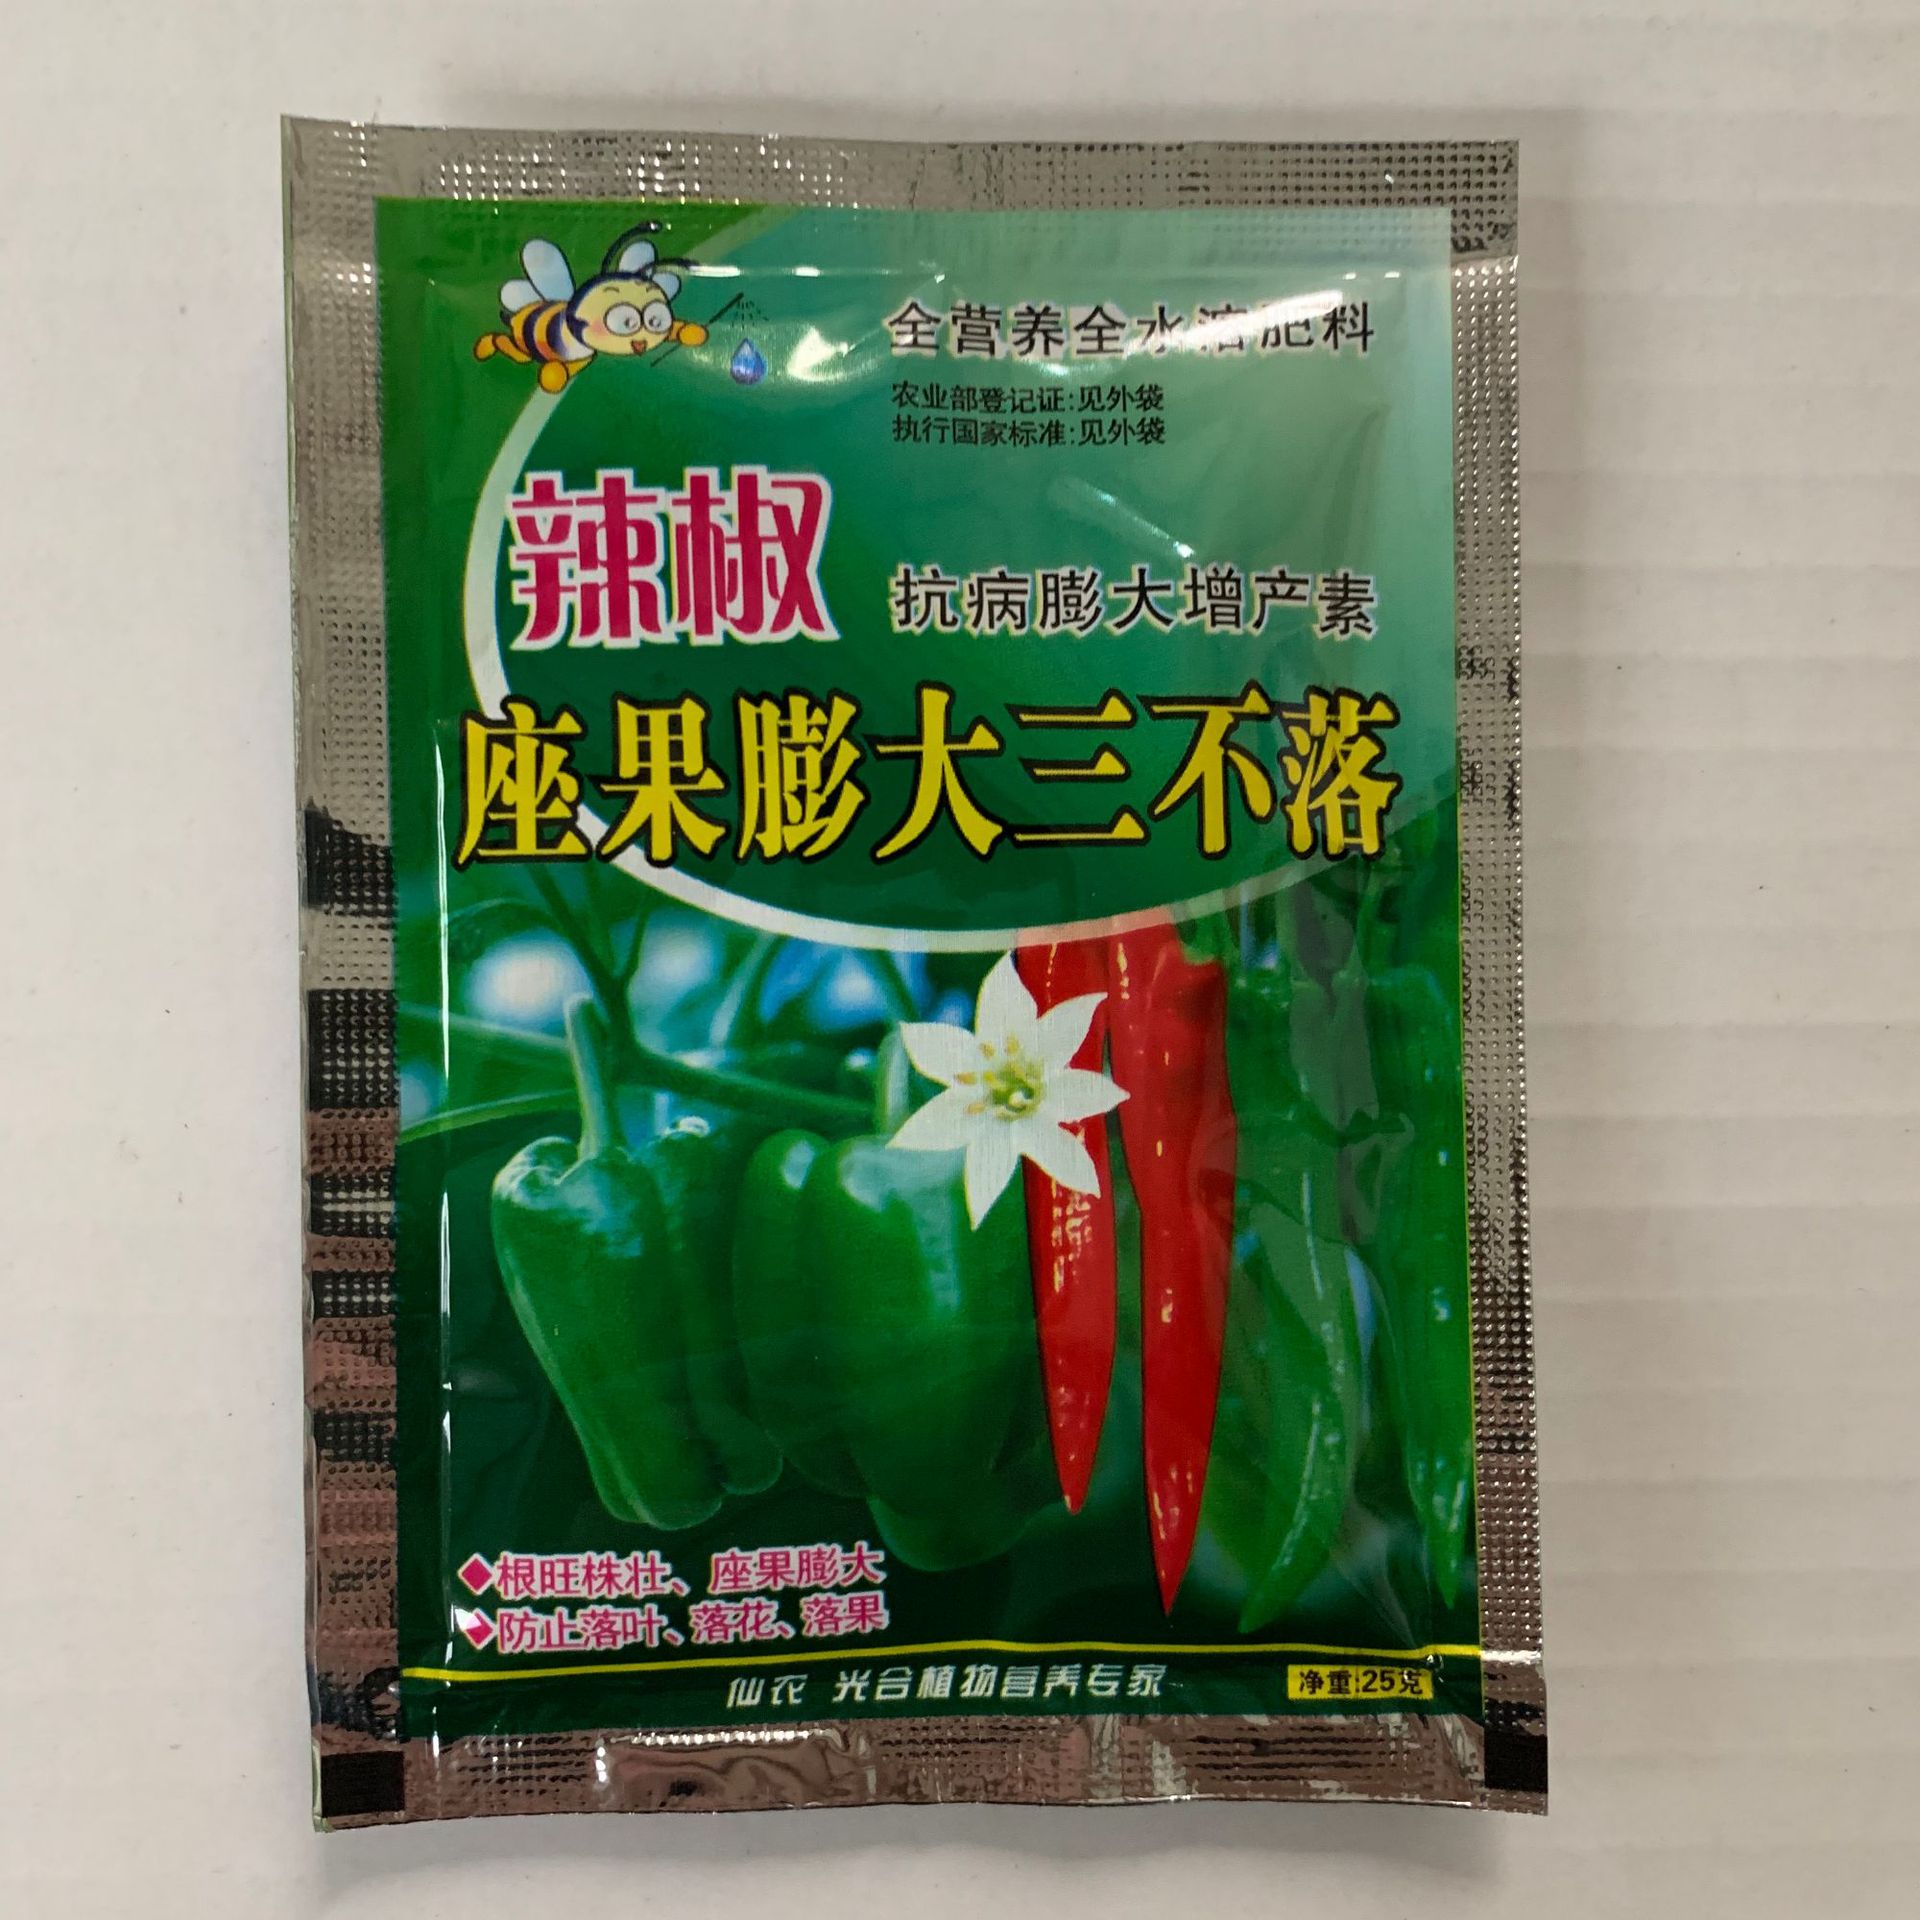 全营养全水溶肥料
农业部登记证:见外袋
执行国家标准:见外袋
辣椒
抗病膨大增产素
座果膨大三不落
◆根旺株壮、座果膨大
◆防止落叶、落花、落果
仙农 光合植物营养专家
净重:25克